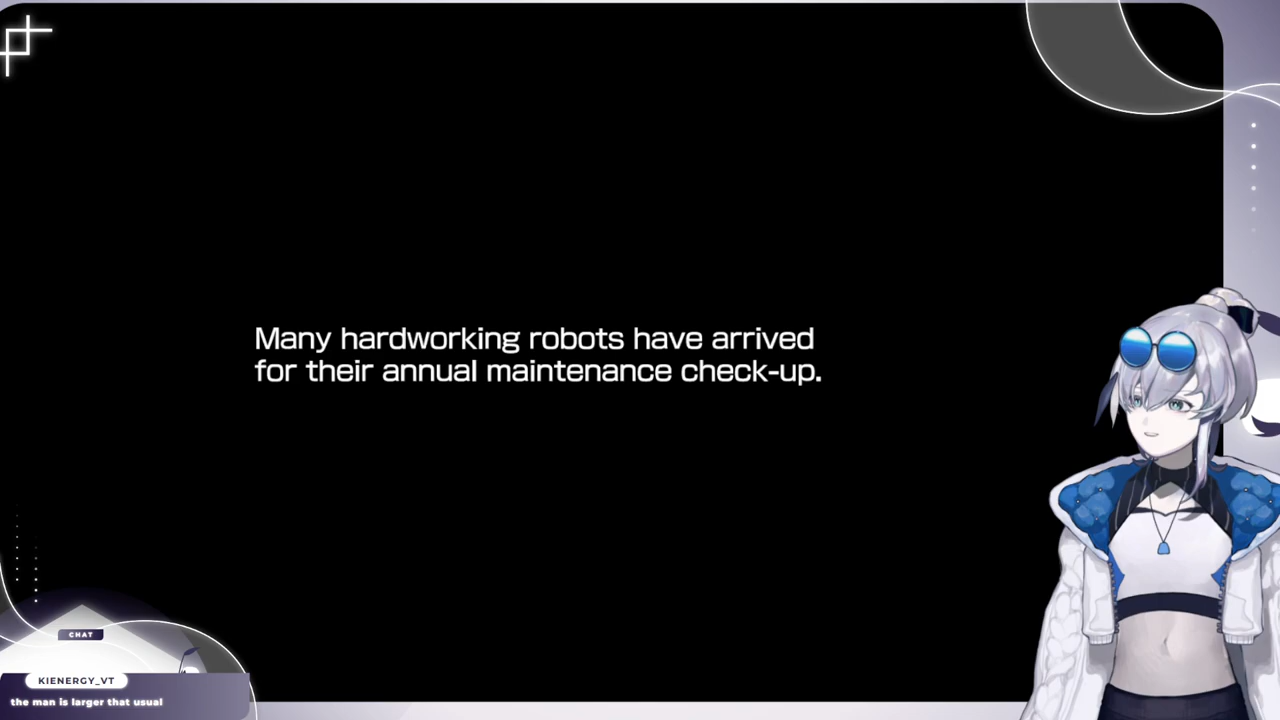 Many hardworking robots have arrived
for their annual maintenance check-up.
CHAT
KIENERGY_VT
the man is larger that usual